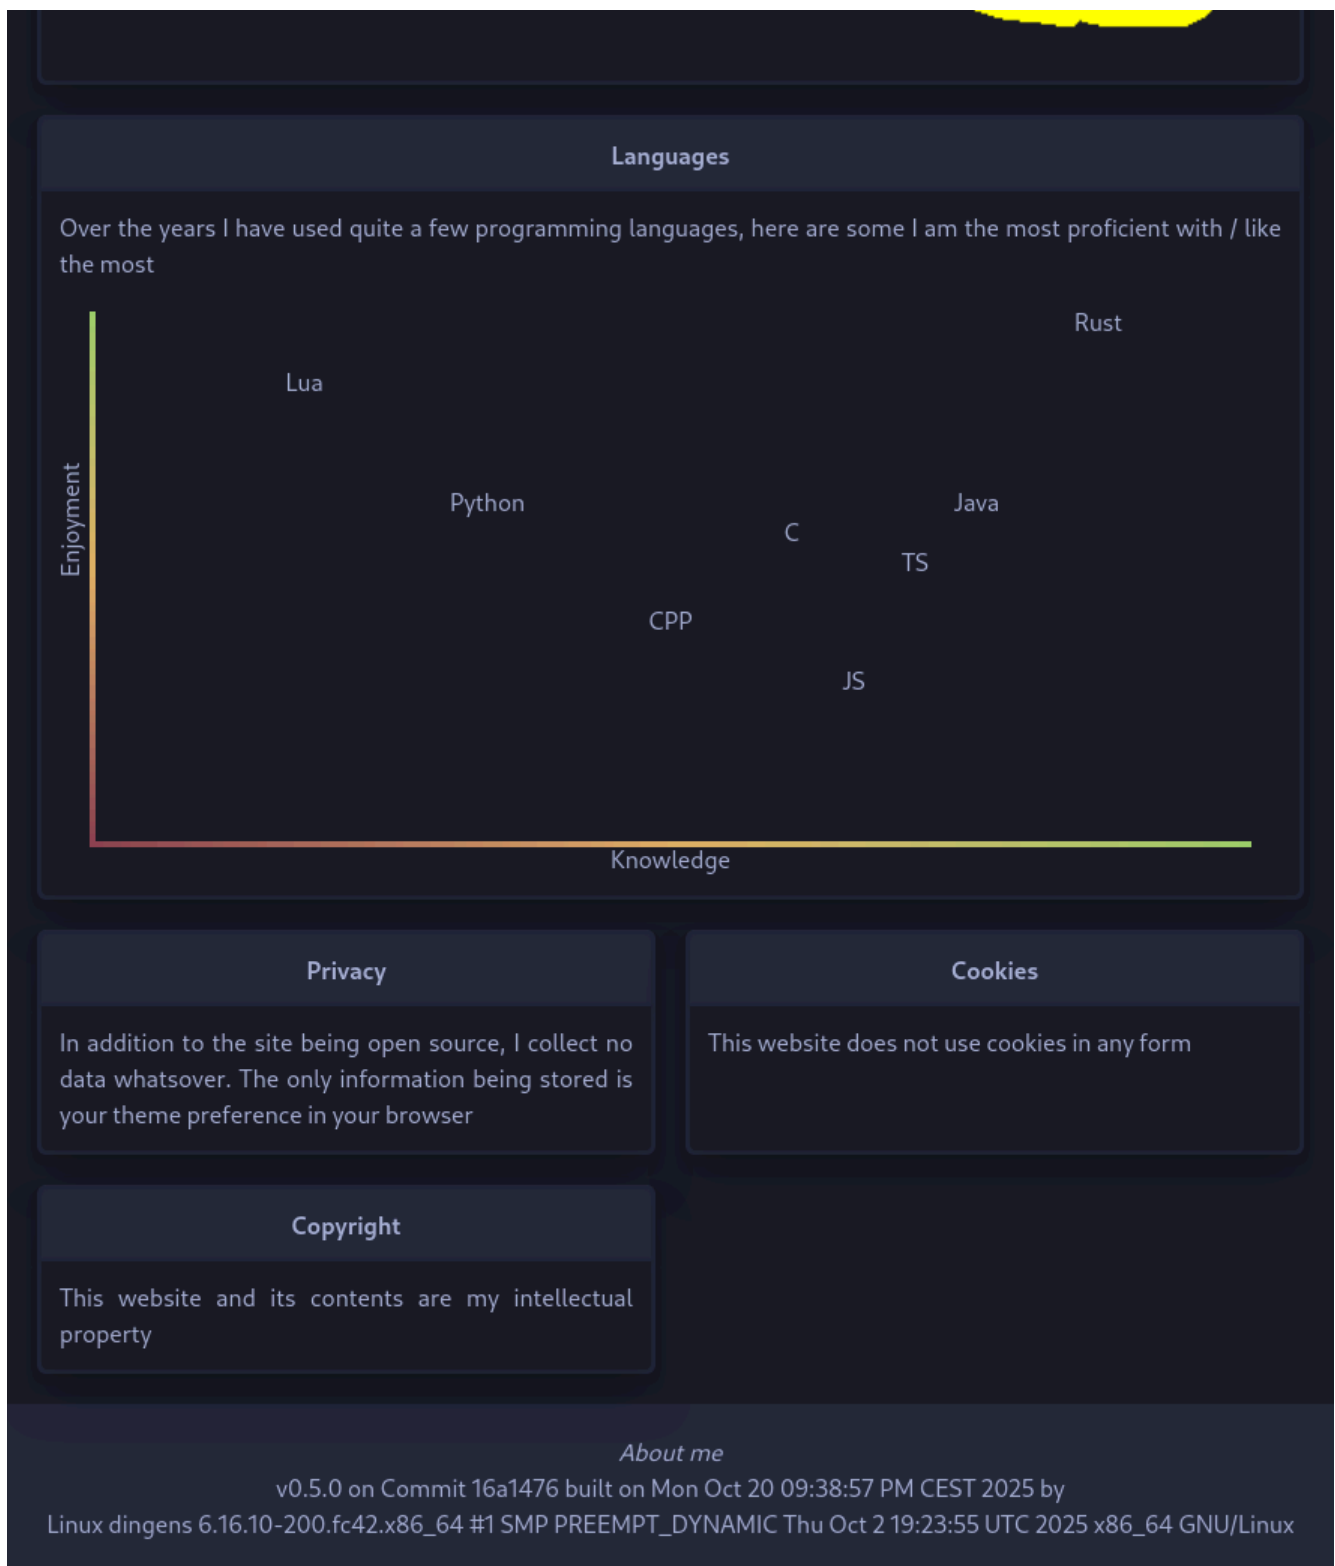 Languages
Over the years I have used quite a few programming languages, here are some I am the most proficient with / like
the most
Rust
Lua
Enjoyment
Python
Java
C
TS
CPP
JS
Knowledge
Privacy
In addition to the site being open source, I collect no
data whatsover. The only information being stored is
your theme preference in your browser
Cookies
This website does not use cookies in any form
Copyright
This website and its contents are my intellectual
property
About me
v0.5.0 on Commit 16a1476 built on Mon Oct 20 09:38:57 PM CEST 2025 by
Linux dingens 6.16.10-200.fc42.x86_64 #1 SMP PREEMPT_DYNAMIC Thu Oct 2 19:23:55 UTC 2025 x86_64 GNU/Linux